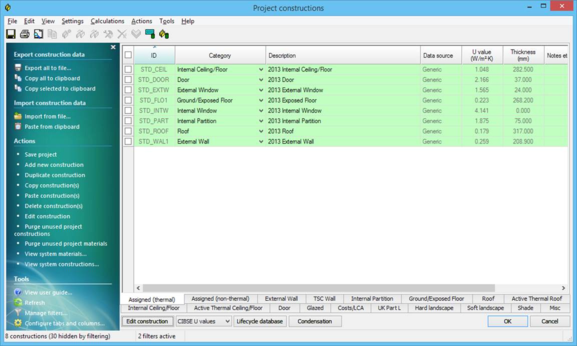 Project constructions
File Edit View Settings Calculations Actions Tools Help
Export construction data
Export all to file...
Copy all to clipboard
Copy selected to clipboard
Import construction data
Import from file...
Paste from clipboard
Actions
Save project
Add new construction
Duplicate construction
Copy construction(s)
Paste construction(s)
Delete construction(s)
Edit construction
Purge unused project
constructions
Purge unused project materials
View system materials...
View system constructions...
Tools
View user guide...
Refresh
Manage filters...
Configure tabs and columns...
ID Category Description Data source U value (W/m²·K) Thickness (mm) Notes et
STD_CEIL Internal Ceiling/Floor 2013 Internal Ceiling/Floor Generic 1.048 282.500
STD_DOOR Door 2013 Door Generic 2.166 37.000
STD_EXTW External Window 2013 External Window Generic 1.565 24.000
STD_FLO1 Ground/Exposed Floor 2013 Exposed Floor Generic 0.223 268.200
STD_INTW Internal Window 2013 Internal Window Generic 4.141 0.000
STD_PART Internal Partition 2013 Internal Partition Generic 1.875 75.000
STD_ROOF Roof 2013 Roof Generic 0.179 317.000
STD_WAL1 External Wall 2013 External Wall Generic 0.259 208.900
Assigned (thermal) Assigned (non-thermal) External Wall TSC Wall Internal Partition Ground/Exposed Floor Roof Active Thermal Roof
Internal Ceiling/Floor Active Thermal Ceiling/Floor Door Glazed Costs/LCA UK Part L Hard landscape Soft landscape Shade Misc
Edit construction CIBSE U values Lifecycle database Condensation OK Cancel
8 constructions (30 hidden by filtering) 2 filters active